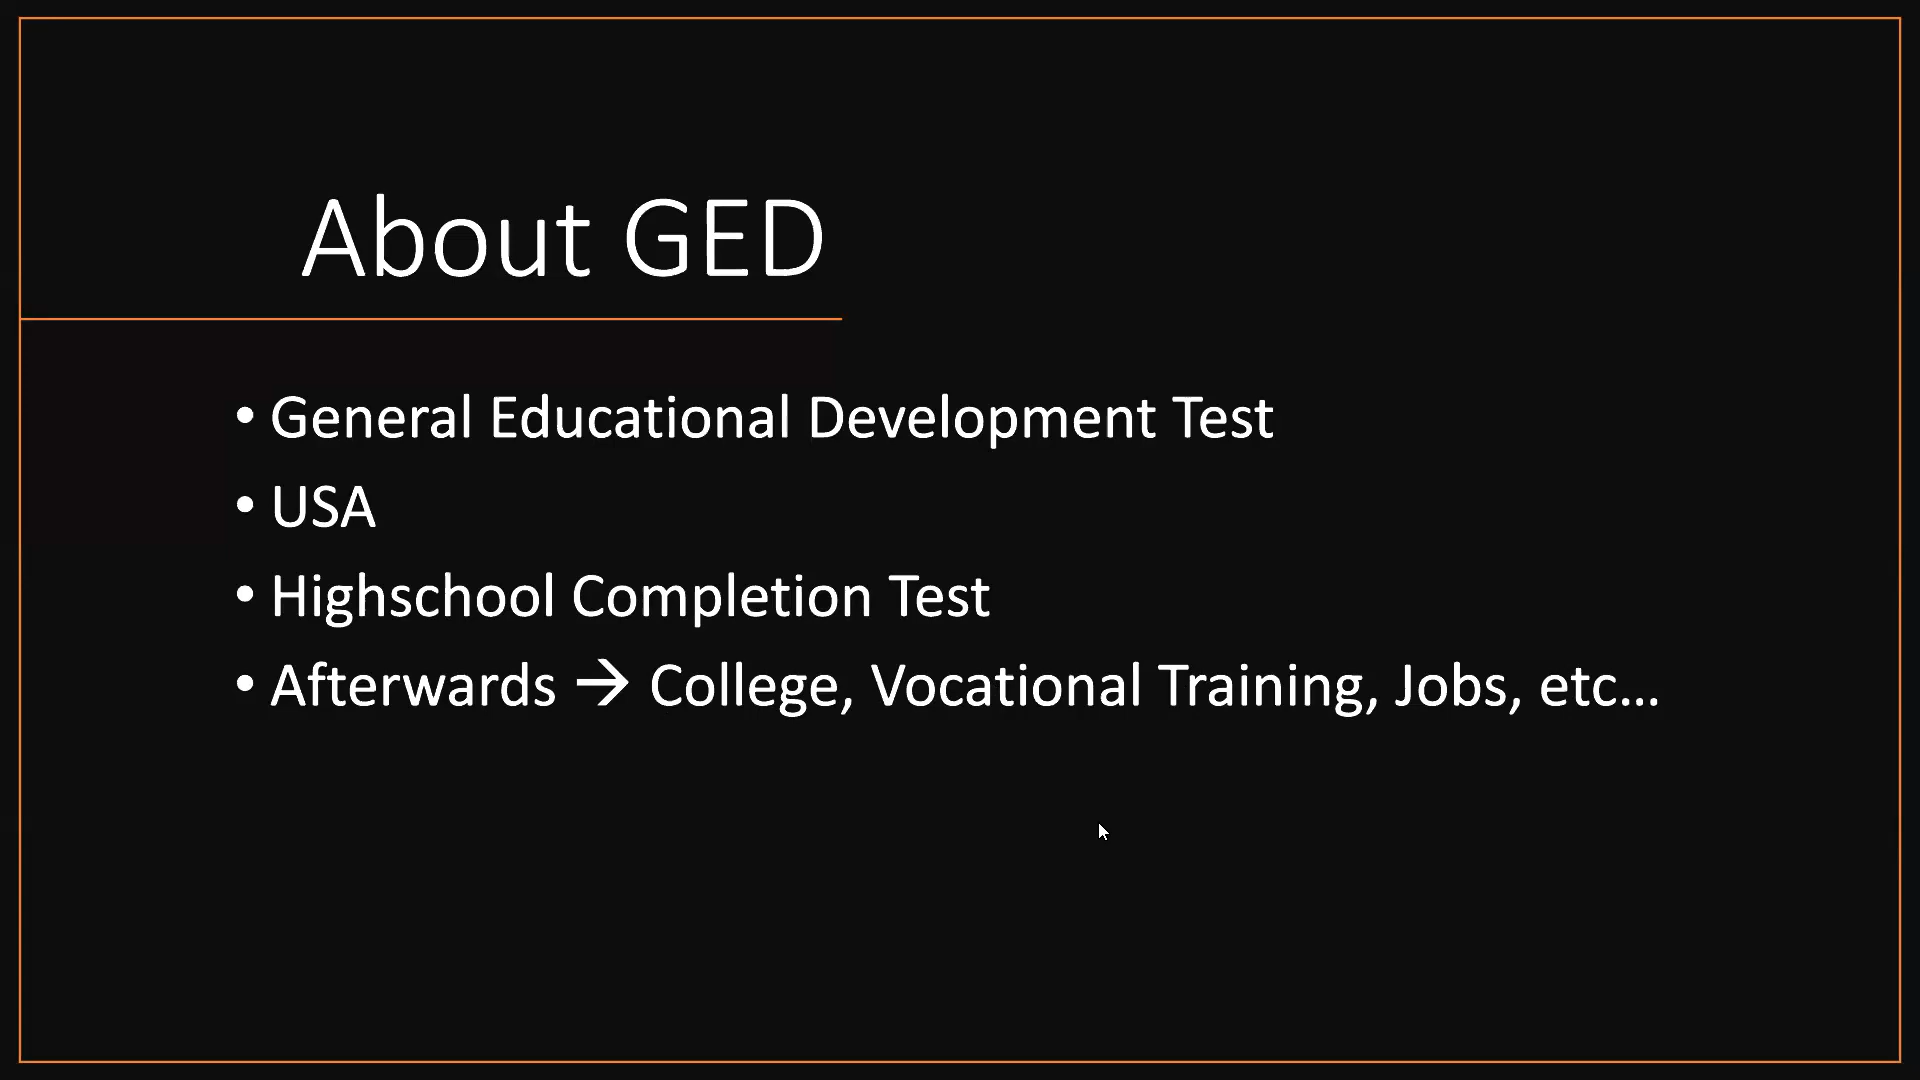 About GED
• General Educational Development Test
• USA
• Highschool Completion Test
• Afterwards → College, Vocational Training, Jobs, etc...